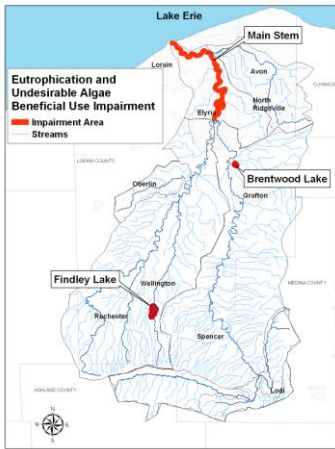 Lake Erie
Main Stem
Lorain
Avon
Eutrophication and
Undesirable Algae
Beneficial Use Impairment
Impairment Area
Streams
North
Ridgeville
Elyria
LORAIN COUNTY
Oberlin
Brentwood Lake
Grafton
Findley Lake
Wellington
MEDINA COUNTY
Rochester
Spencer
ASHLAND COUNTY
Lodi
N
W
E
S